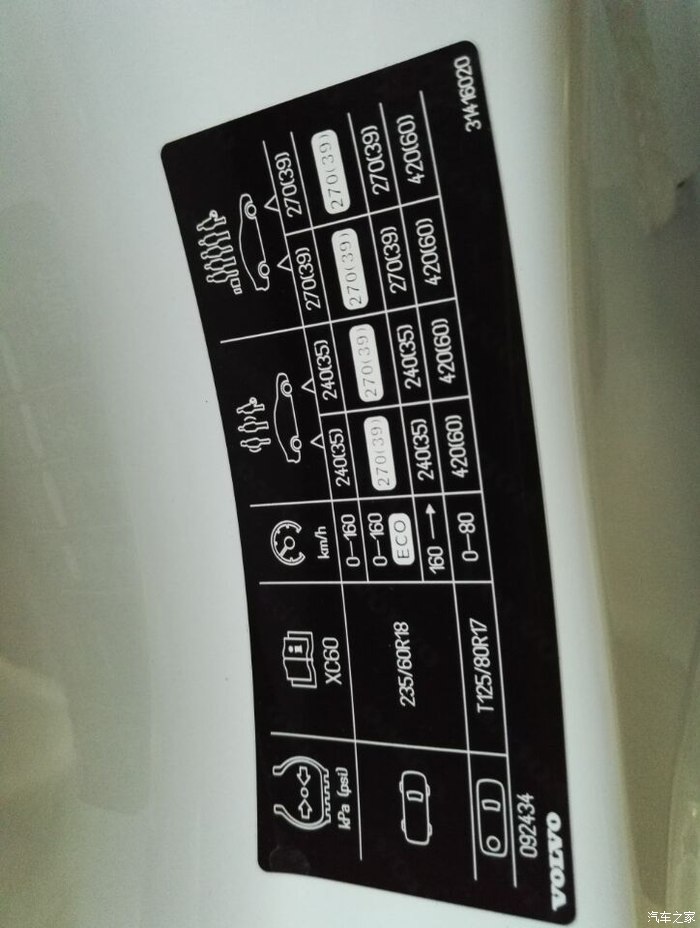 kPa (psi)
XC60
km/h
235/60R18
0–160
240(35) 240(35) 270(39) 270(39)
0–160
ECO
270(39) 270(39) 270(39) 270(39)
160 →
240(35) 240(35) 270(39) 270(39)
T125/80R17
0–80
420(60) 420(60) 420(60) 420(60)
092434
VOLVO
31416020
汽车之家